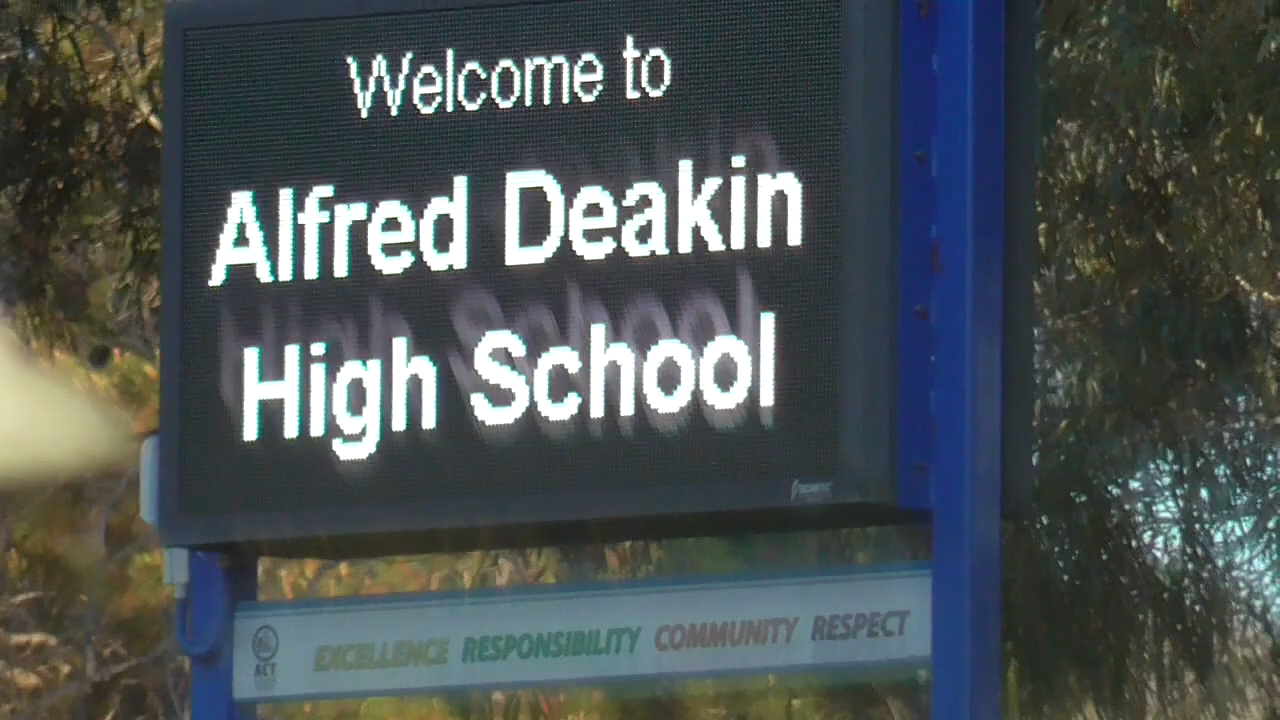 Welcome to
Alfred Deakin
High School
ACT
EXCELLENCE RESPONSIBILITY COMMUNITY RESPECT